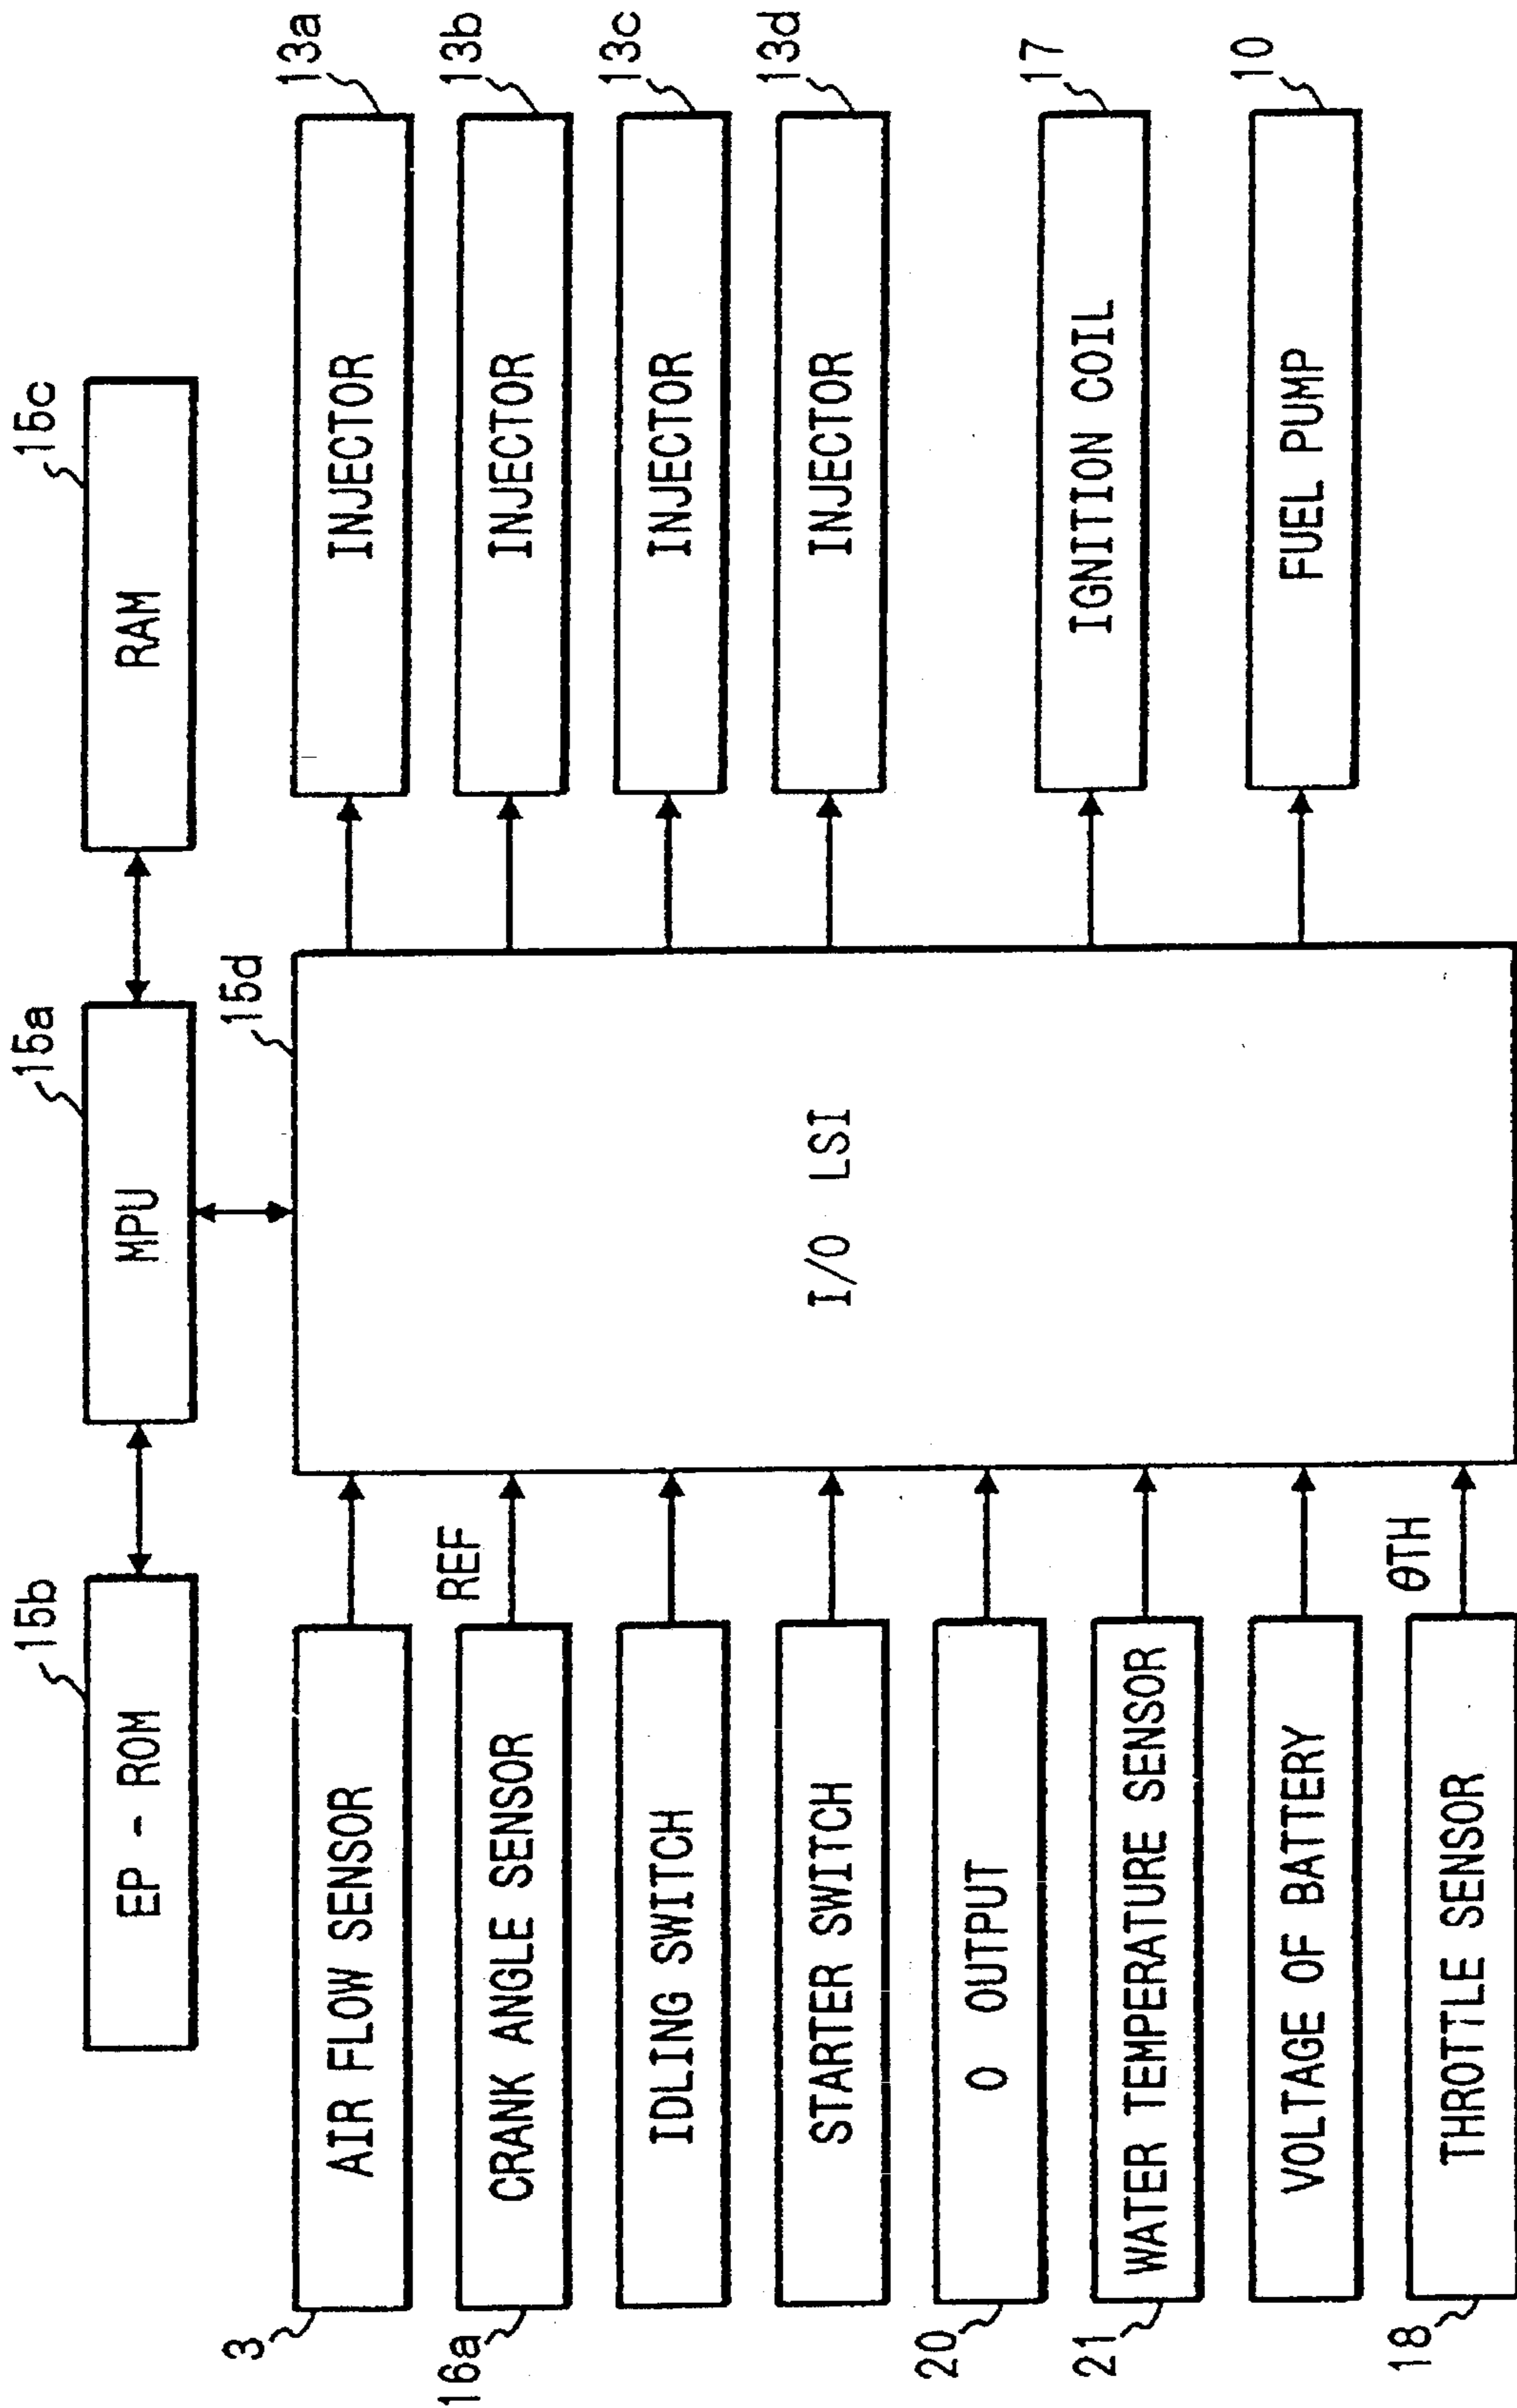 15b
15a
15c
EP - ROM
MPU
RAM
15d
3
AIR FLOW SENSOR
INJECTOR
13a
16a
CRANK ANGLE SENSOR
REF
INJECTOR
13b
IDLING SWITCH
INJECTOR
13c
STARTER SWITCH
I/O LSI
INJECTOR
13d
20
O OUTPUT
21
WATER TEMPERATURE SENSOR
IGNITION COIL
17
VOLTAGE OF BATTERY
FUEL PUMP
10
18
THROTTLE SENSOR
θTH